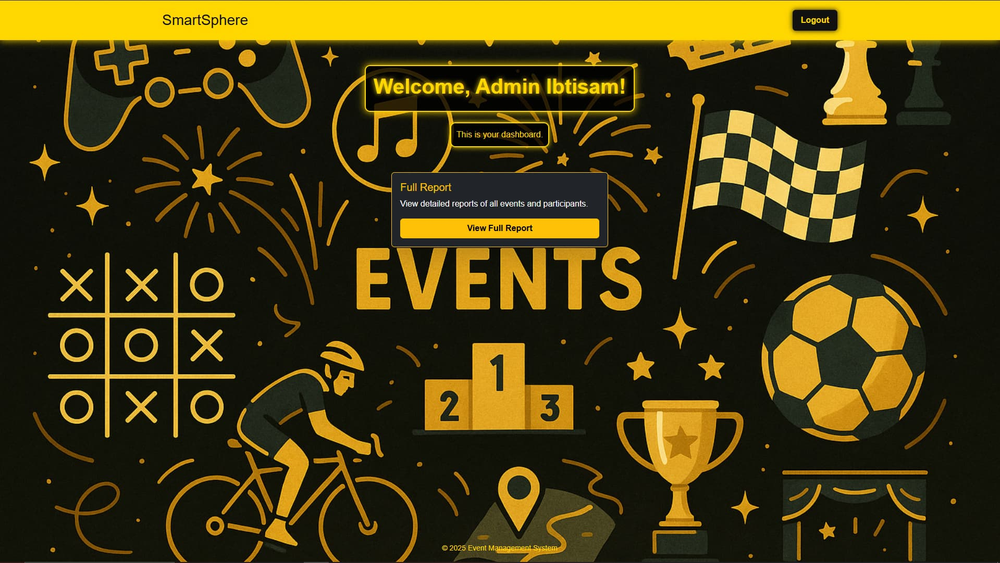 SmartSphere
Logout
Welcome, Admin Ibtisam!
This is your dashboard.
Full Report
View detailed reports of all events and participants.
View Full Report
EVENTS
X X O
O O X
O X O
1
2
3
© 2025 Event Management System